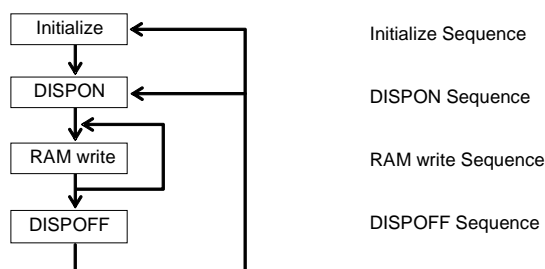 Initialize
Initialize Sequence
DISPON
DISPON Sequence
RAM write
RAM write Sequence
DISPOFF
DISPOFF Sequence